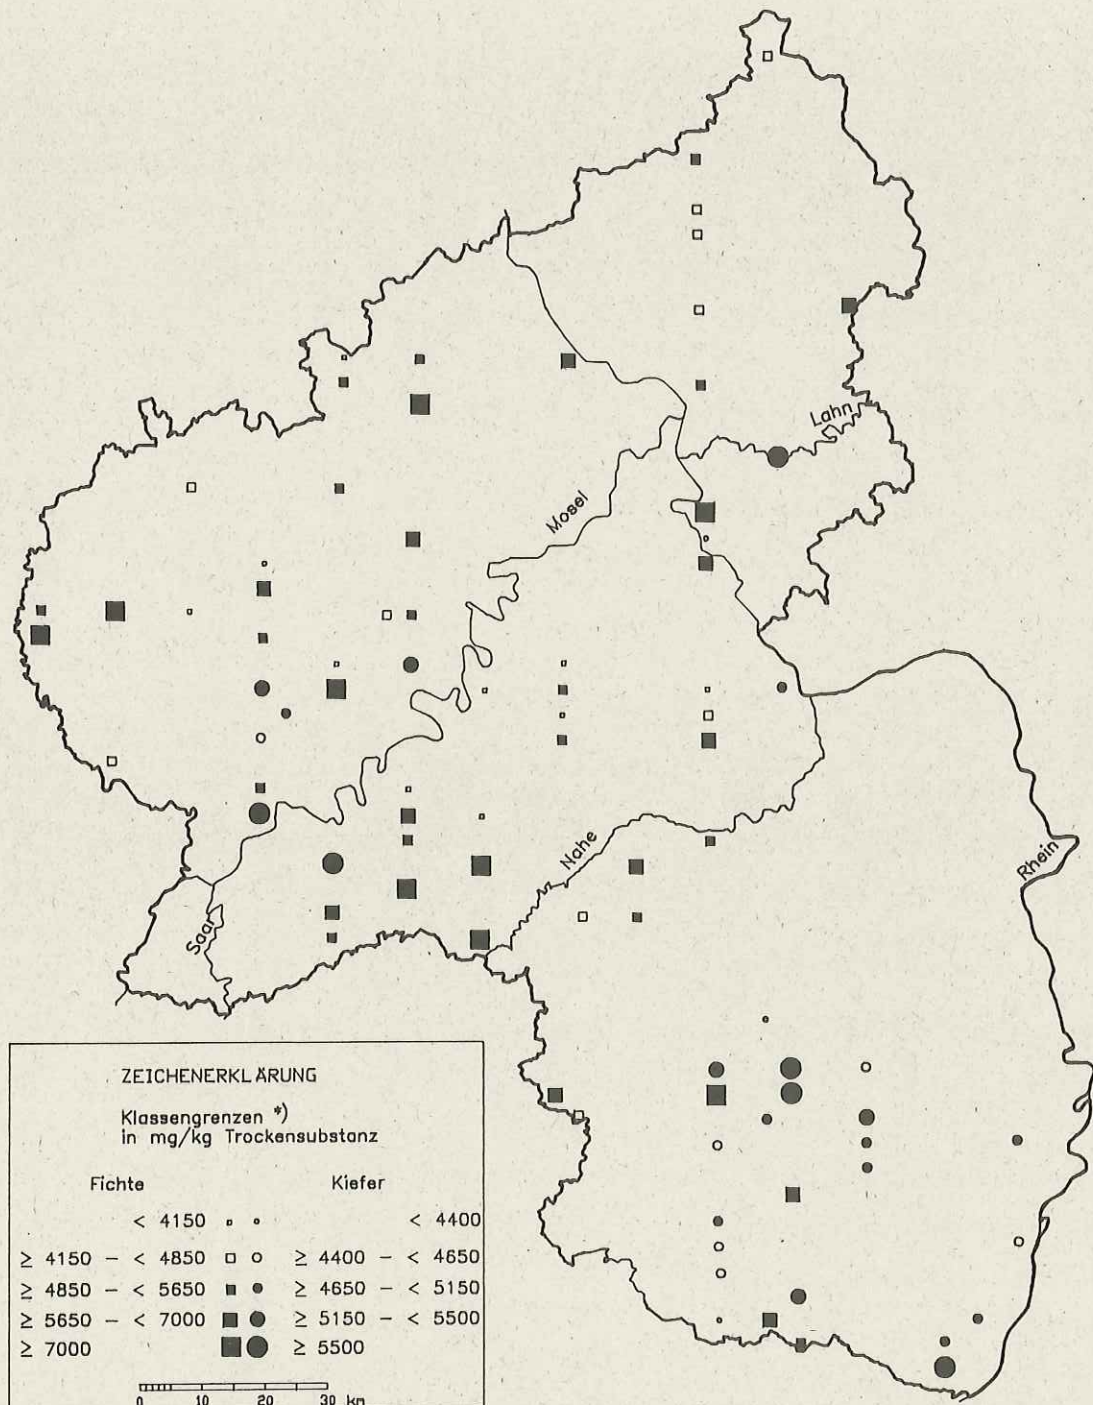 Lahn
Mosel
Nahe
Rhein
Saar
ZEICHENERKLÄRUNG
Klassengrenzen *)
in mg/kg Trockensubstanz
Fichte Kiefer
< 4150 < 4400
≥ 4150 – < 4850 ≥ 4400 – < 4650
≥ 4850 – < 5650 ≥ 4650 – < 5150
≥ 5650 – < 7000 ≥ 5150 – < 5500
≥ 7000 ≥ 5500
0 10 20 30 km